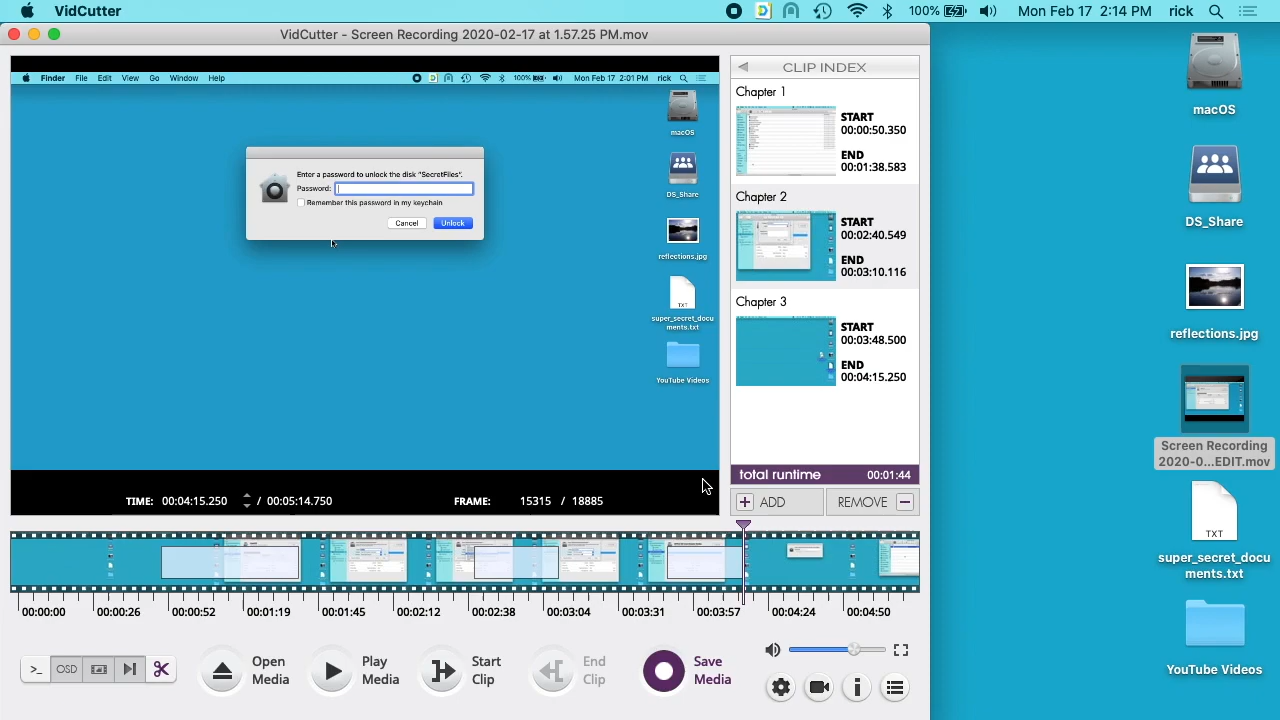 VidCutter
100%
Mon Feb 17 2:14 PM
rick
VidCutter - Screen Recording 2020-02-17 at 1.57.25 PM.mov
Finder File Edit View Go Window Help
100%
Mon Feb 17 2:01 PM
rick
macOS
DS_Share
reflections.jpg
TXT
super_secret_docu
ments.txt
YouTube Videos
Enter a password to unlock the disk "SecretFiles".
Password:
Remember this password in my keychain
Cancel
Unlock
TIME: 00:04:15.250 / 00:05:14.750
FRAME: 15315 / 18885
CLIP INDEX
Chapter 1
START
00:00:50.350
END
00:01:38.583
Chapter 2
START
00:02:40.549
END
00:03:10.116
Chapter 3
START
00:03:48.500
END
00:04:15.250
total runtime 00:01:44
ADD
REMOVE
00:00:00 00:00:26 00:00:52 00:01:19 00:01:45 00:02:12 00:02:38 00:03:04 00:03:31 00:03:57 00:04:24 00:04:50
>_
OSD
Open
Media
Play
Media
Start
Clip
End
Clip
Save
Media
macOS
DS_Share
reflections.jpg
Screen Recording
2020-0...EDIT.mov
TXT
super_secret_docu
ments.txt
YouTube Videos